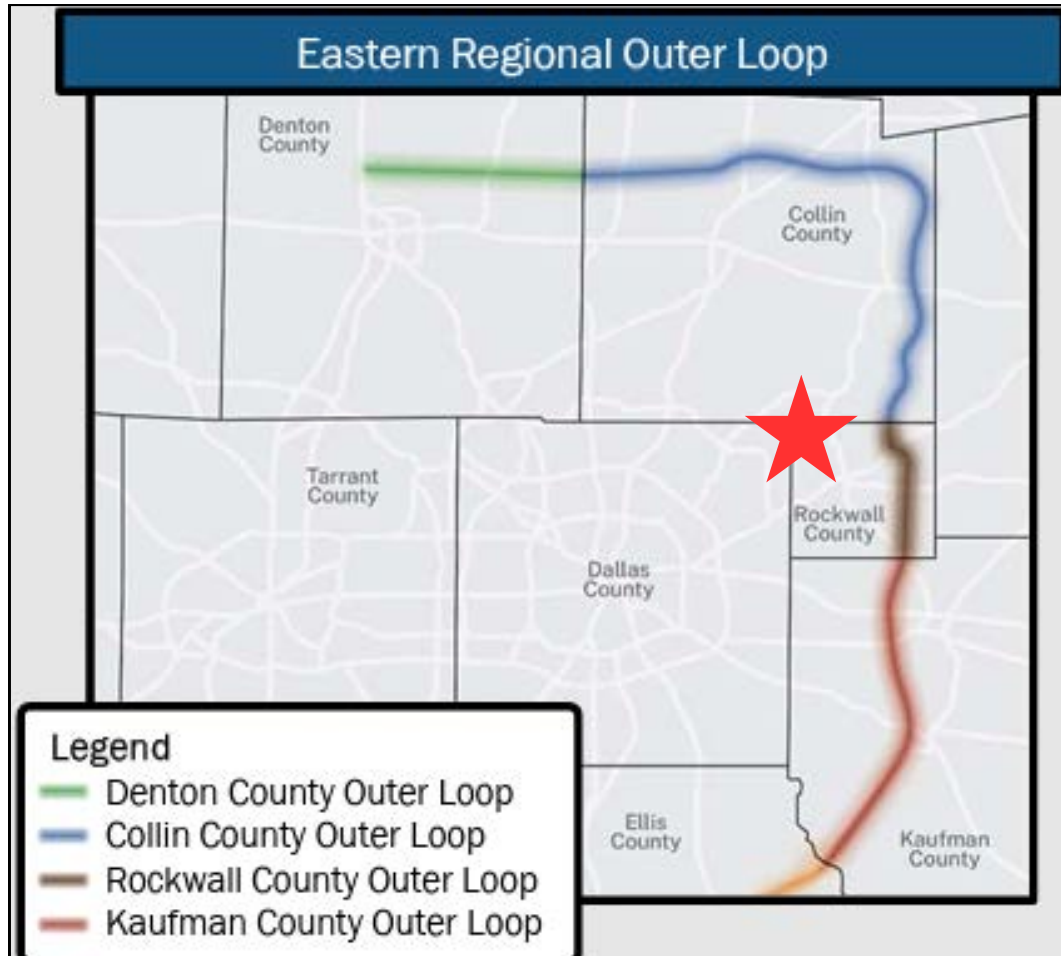 Eastern Regional Outer Loop
Denton
County
Collin
County
Tarrant
County
Rockwall
County
Dallas
County
Ellis
County
Kaufman
County
Legend
Denton County Outer Loop
Collin County Outer Loop
Rockwall County Outer Loop
Kaufman County Outer Loop